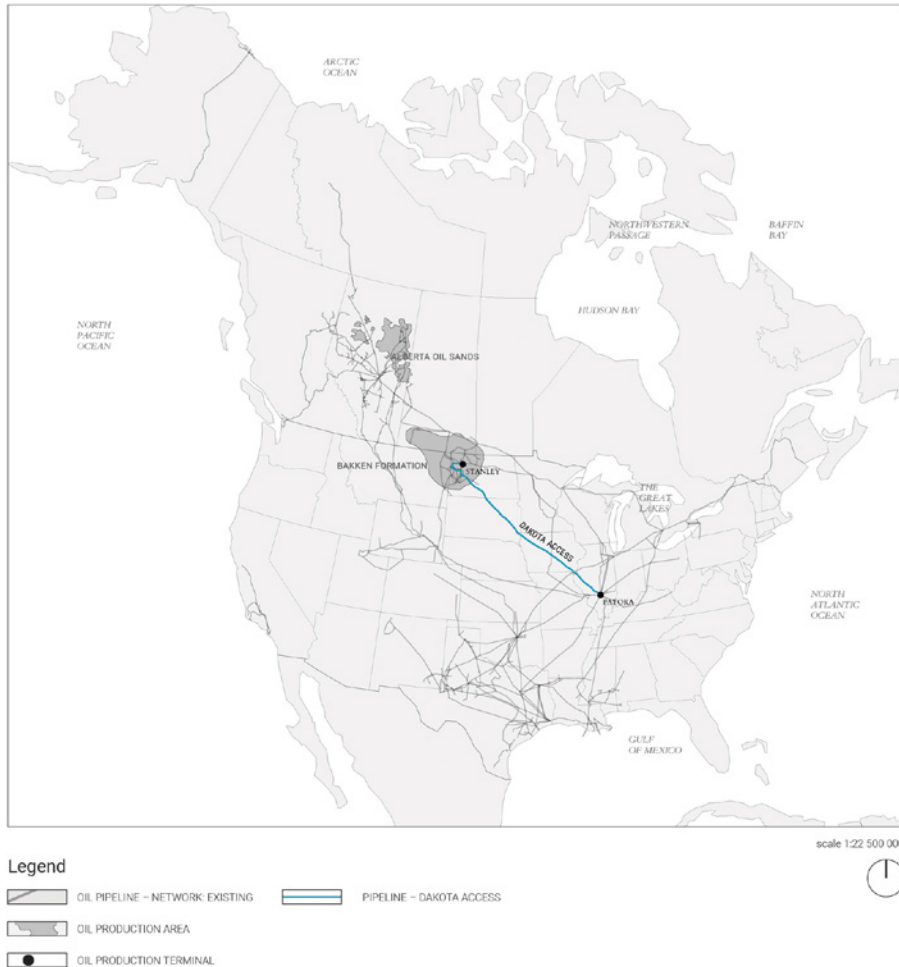 ARCTIC
OCEAN
NORTHWESTERN
PASSAGE
BAFFIN
BAY
HUDSON BAY
NORTH
PACIFIC
OCEAN
ALBERTA OIL SANDS
BAKKEN FORMATION
STANLEY
THE
GREAT
LAKES
DAKOTA ACCESS
PATOKA
NORTH
ATLANTIC
OCEAN
GULF
OF MEXICO
scale 1:22 500 00
Legend
OIL PIPELINE – NETWORK: EXISTING
PIPELINE – DAKOTA ACCESS
OIL PRODUCTION AREA
OIL PRODUCTION TERMINAL